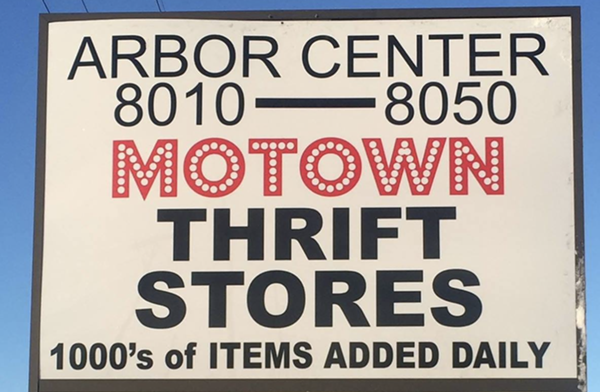 ARBOR CENTER
8010—8050
MOTOWN
THRIFT
STORES
1000's of ITEMS ADDED DAILY